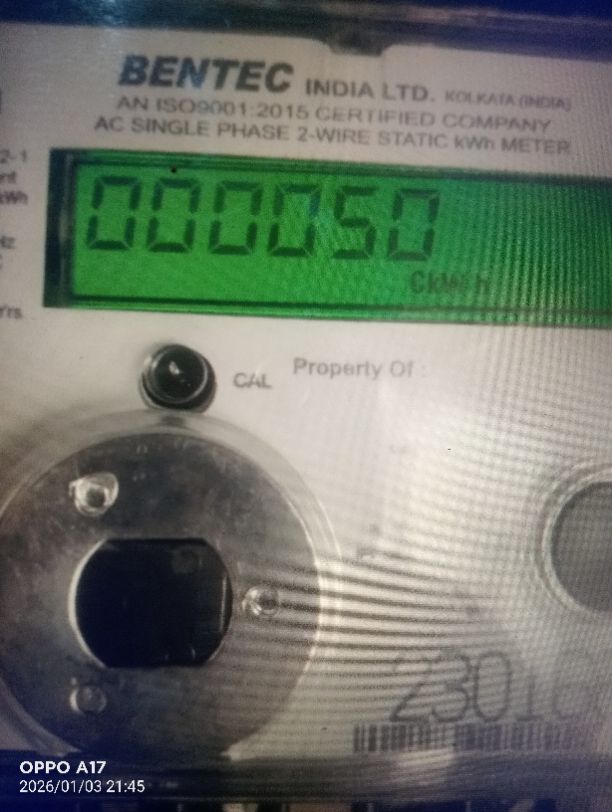 BENTEC INDIA LTD. KOLKATA (INDIA)
AN ISO9001:2015 CERTIFIED COMPANY
AC SINGLE PHASE 2-WIRE STATIC kWh METER
000050
CAL
Property Of :
OPPO A17
2026/01/03 21:45